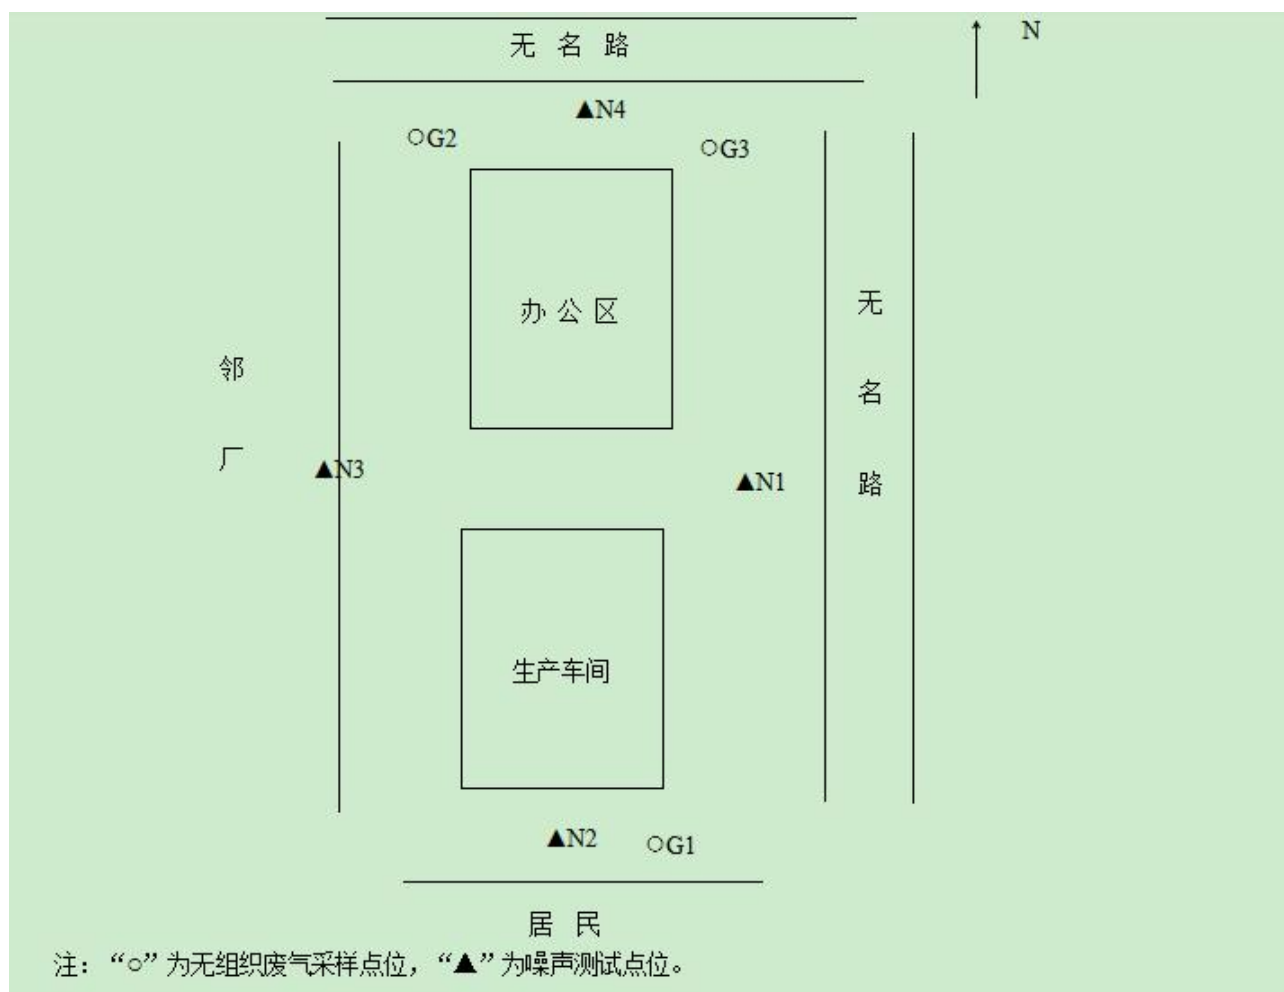 无 名 路
N
▲N4
○G2
○G3
办 公 区
无
名
路
邻
厂
▲N3
▲N1
生产车间
▲N2
○G1
居 民
注：“○”为无组织废气采样点位，“▲”为噪声测试点位。